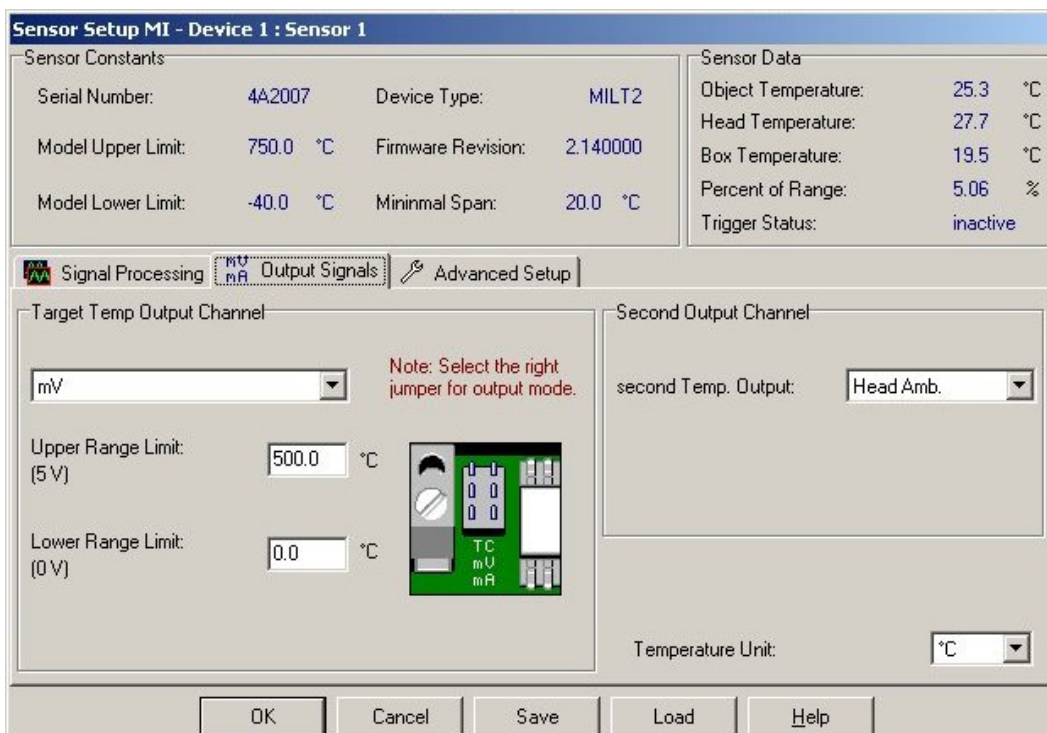 Sensor Setup MI - Device 1 : Sensor 1
Sensor Constants
Serial Number: 4A2007 Device Type: MILT2
Model Upper Limit: 750.0 °C Firmware Revision: 2.140000
Model Lower Limit: -40.0 °C Mininmal Span: 20.0 °C
Sensor Data
Object Temperature: 25.3 °C
Head Temperature: 27.7 °C
Box Temperature: 19.5 °C
Percent of Range: 5.06 %
Trigger Status: inactive
Signal Processing
mV
mA
Output Signals
Advanced Setup
Target Temp Output Channel
mV
Note: Select the right
jumper for output mode.
Upper Range Limit: 500.0 °C
(5 V)
Lower Range Limit: 0.0 °C
(0 V)
TC
mV
mA
Second Output Channel
second Temp. Output: Head Amb.
Temperature Unit: °C
OK Cancel Save Load Help